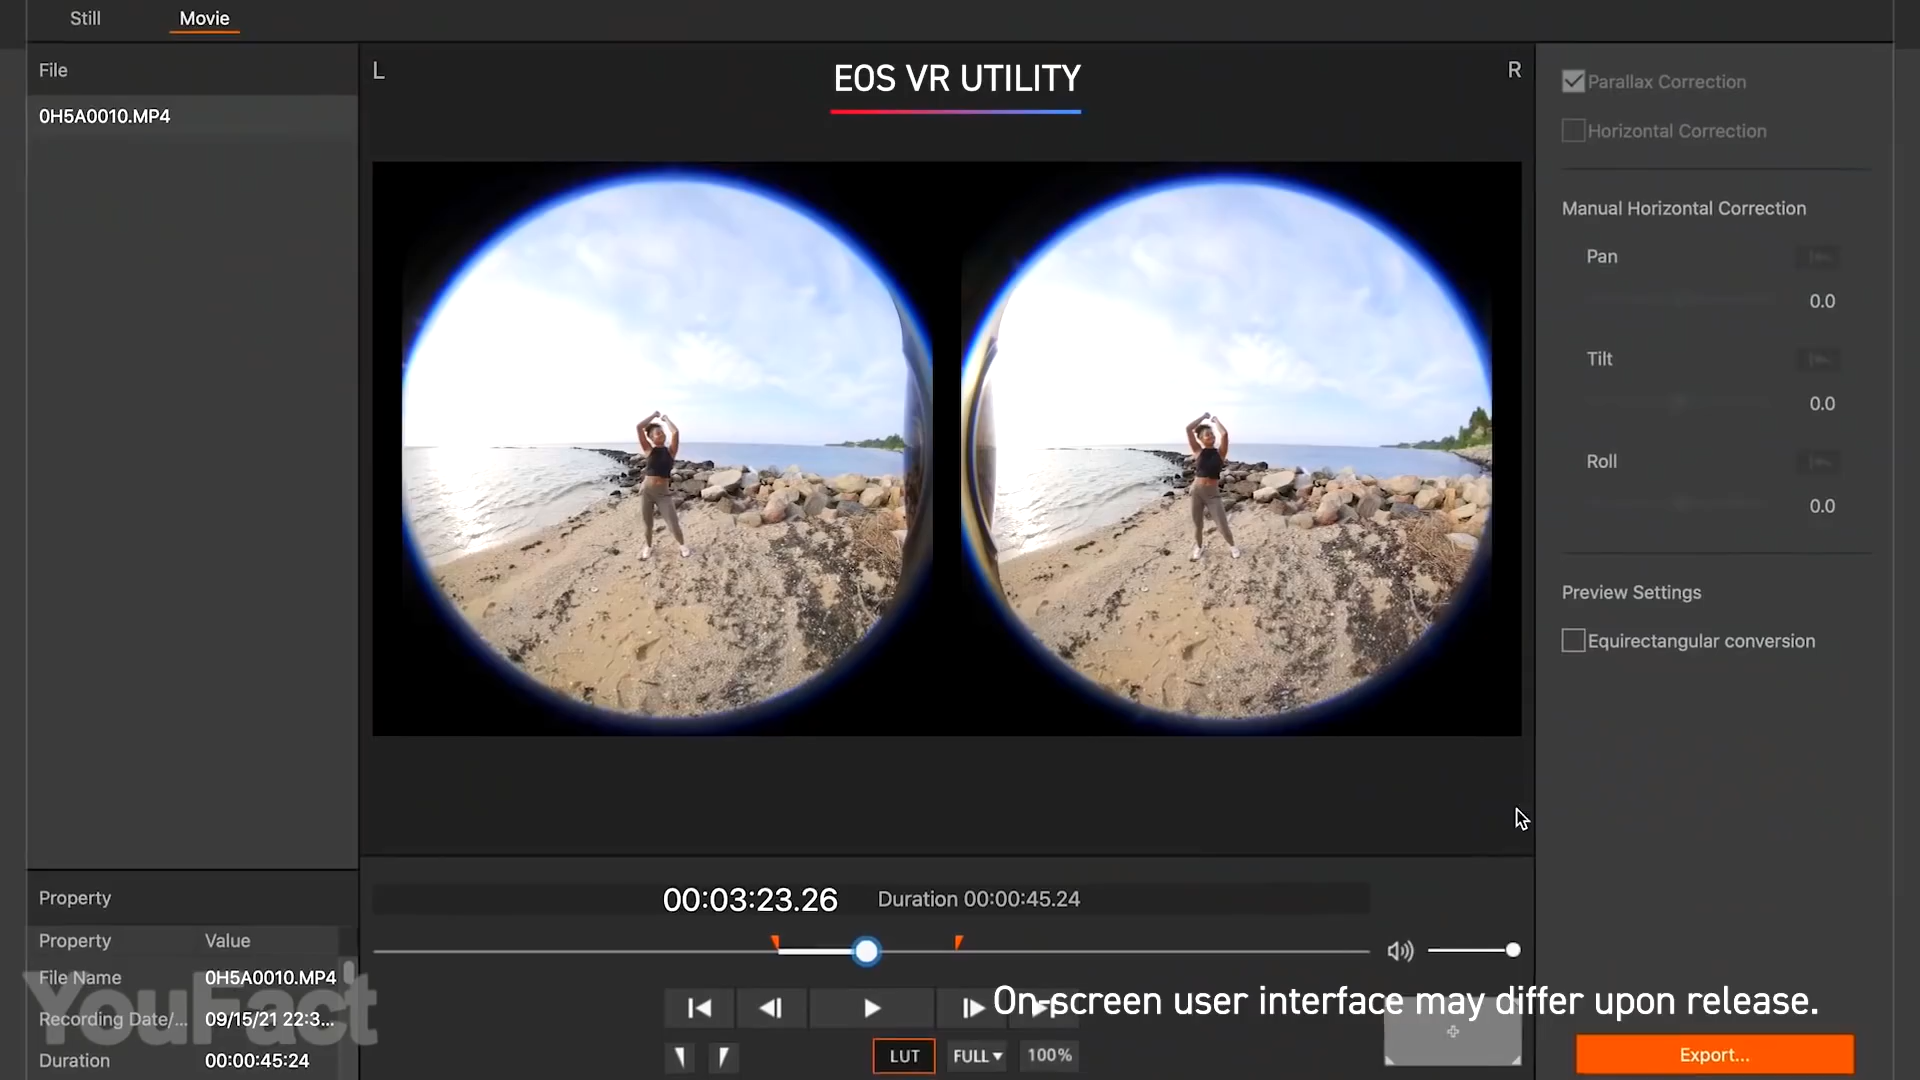 Still
Movie
File
0H5A0010.MP4
L
EOS VR UTILITY
R
Parallax Correction
Horizontal Correction
Manual Horizontal Correction
Pan
0.0
Tilt
0.0
Roll
0.0
Preview Settings
Equirectangular conversion
00:03:23.26
Duration 00:00:45.24
Property
Property Value
File Name 0H5A0010.MP4
Recording Date/... 09/15/21 22:3...
Duration 00:00:45:24
YouFact
On-screen user interface may differ upon release.
LUT
FULL
100%
Export...